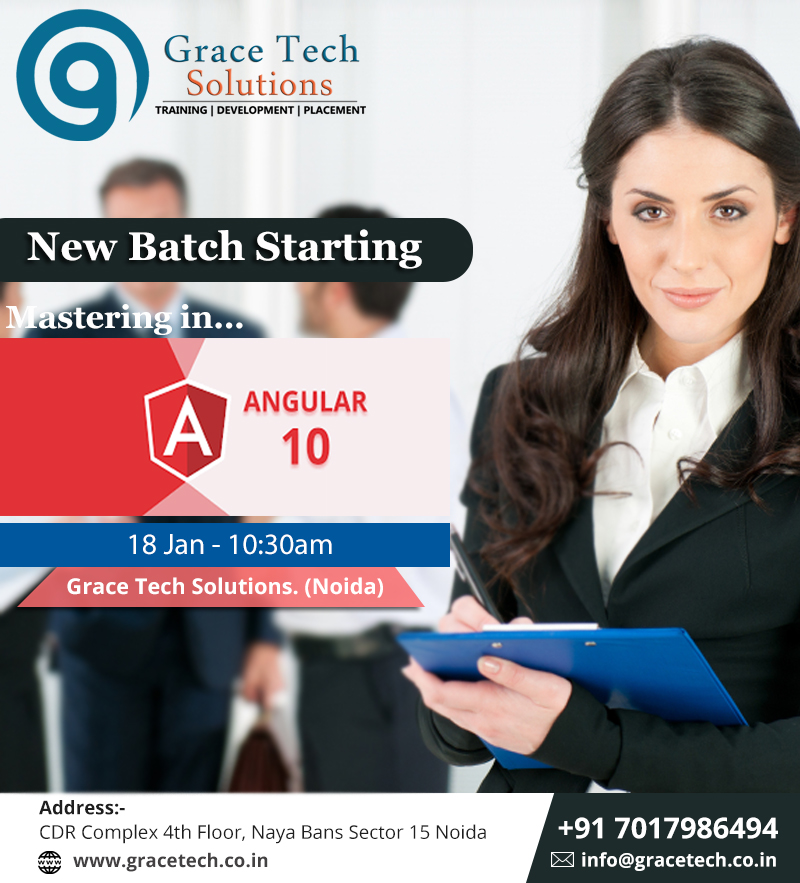 Grace Tech
Solutions
TRAINING | DEVELOPMENT | PLACEMENT
New Batch Starting
Mastering in...
A
ANGULAR
10
18 Jan - 10:30am
Grace Tech Solutions. (Noida)
Address:-
CDR Complex 4th Floor, Naya Bans Sector 15 Noida
www.gracetech.co.in
+91 7017986494
info@gracetech.co.in